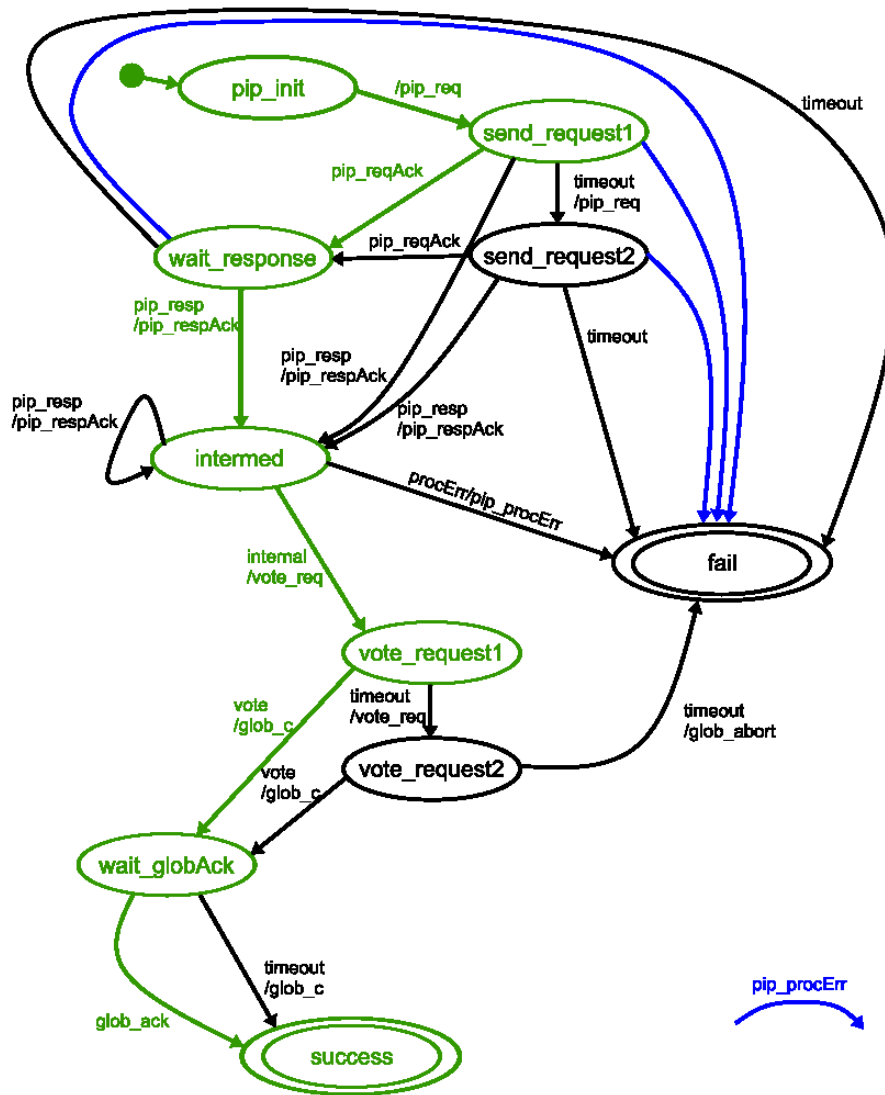 pip_init
/pip_req
timeout
send_request1
pip_reqAck
timeout
/pip_req
wait_response
pip_reqAck
send_request2
pip_resp
/pip_respAck
timeout
pip_resp
/pip_respAck
pip_resp
/pip_respAck
pip_resp
/pip_respAck
intermed
procErr/pip_procErr
internal
/vote_req
fail
vote_request1
vote
/glob_c
timeout
/vote_req
timeout
/glob_abort
vote_request2
vote
/glob_c
wait_globAck
timeout
/glob_c
pip_procErr
glob_ack
success